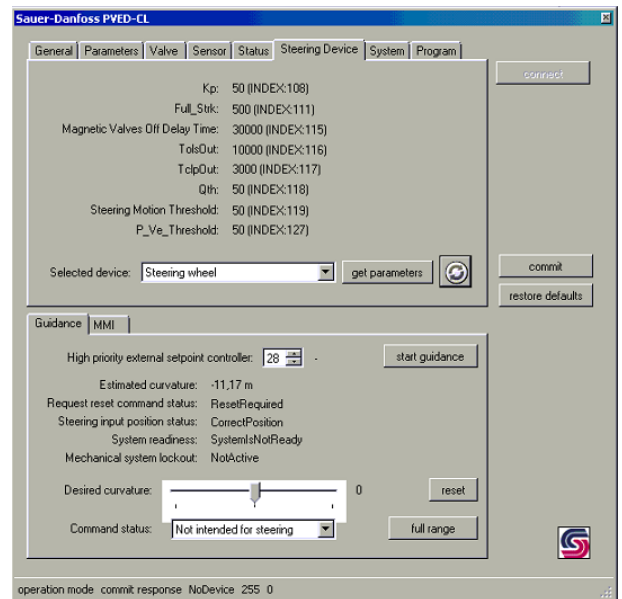 Sauer-Danfoss PVED-CL
General Parameters Valve Sensor Status Steering Device System Program
connect
Kp: 50 (INDEX:108)
Full_Strk: 500 (INDEX:111)
Magnetic Valves Off Delay Time: 30000 (INDEX:115)
TolsOut: 10000 (INDEX:116)
TclpOut: 3000 (INDEX:117)
Qth: 50 (INDEX:118)
Steering Motion Threshold: 50 (INDEX:119)
P_Ve_Threshold: 50 (INDEX:127)
Selected device: Steering wheel get parameters
commit
restore defaults
Guidance MMI
High priority external setpoint controller: 28 - start guidance
Estimated curvature: -11,17 m
Request reset command status: ResetRequired
Steering input position status: CorrectPosition
System readiness: SystemIsNotReady
Mechanical system lockout: NotActive
Desired curvature: 0 reset
Command status: Not intended for steering full range
operation mode commit response NoDevice 255 0